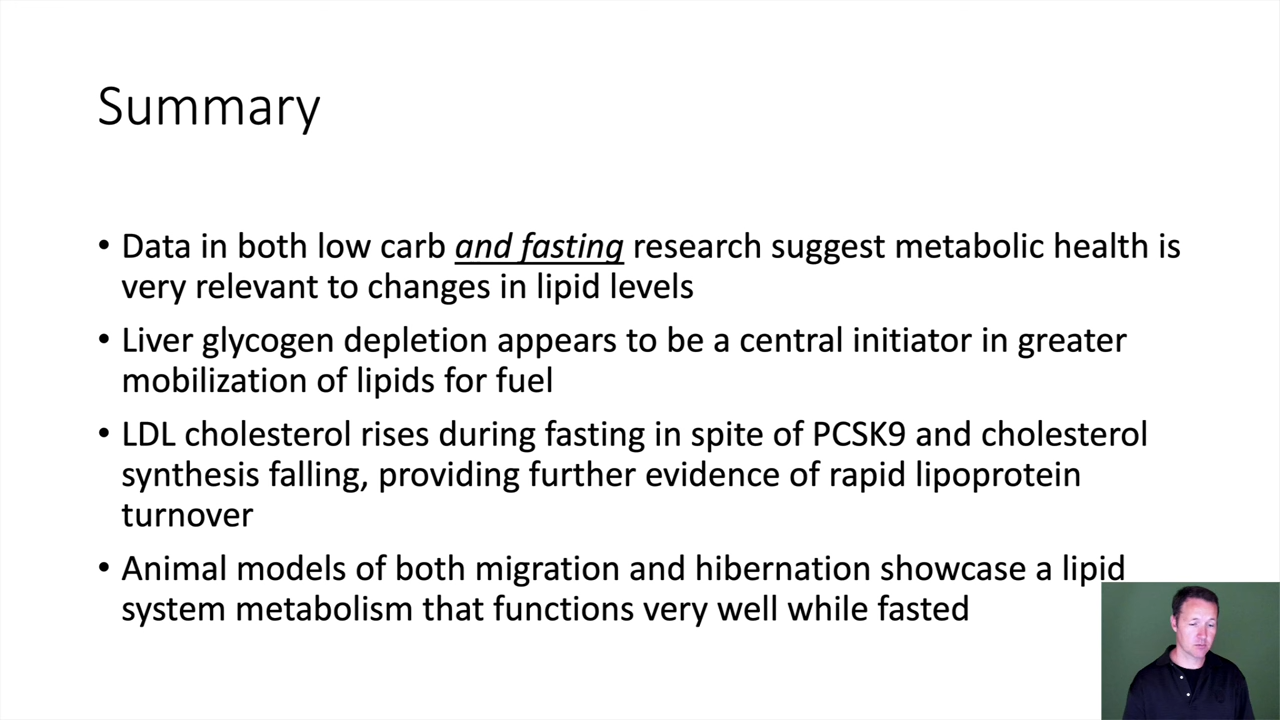 Summary
• Data in both low carb and fasting research suggest metabolic health is
very relevant to changes in lipid levels
• Liver glycogen depletion appears to be a central initiator in greater
mobilization of lipids for fuel
• LDL cholesterol rises during fasting in spite of PCSK9 and cholesterol
synthesis falling, providing further evidence of rapid lipoprotein
turnover
• Animal models of both migration and hibernation showcase a lipid
system metabolism that functions very well while fasted